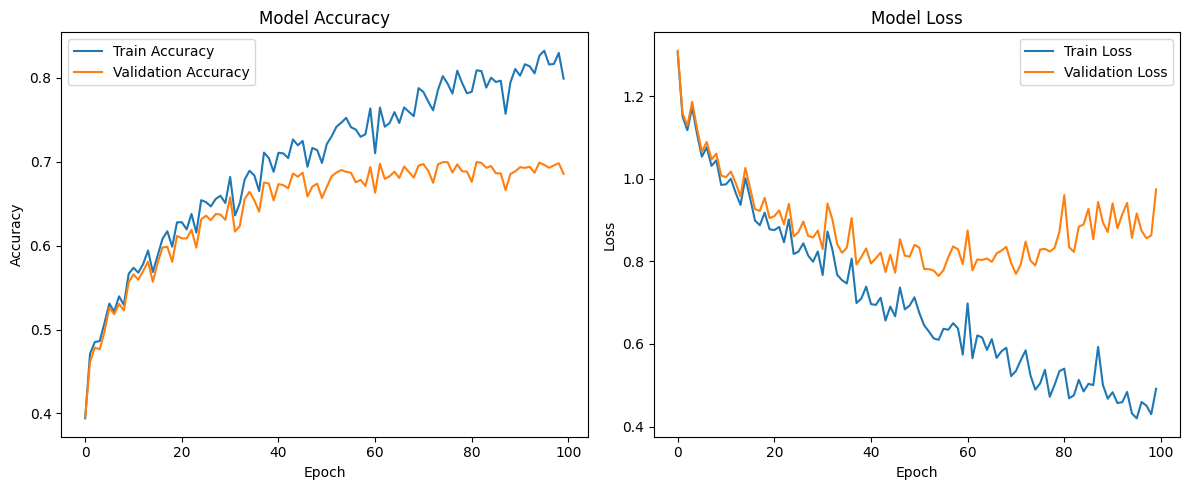 Model Accuracy
Train Accuracy
Validation Accuracy
Accuracy
0.8
0.7
0.6
0.5
0.4
0 20 40 60 80 100
Epoch
Model Loss
Train Loss
Validation Loss
Loss
1.2
1.0
0.8
0.6
0.4
0 20 40 60 80 100
Epoch